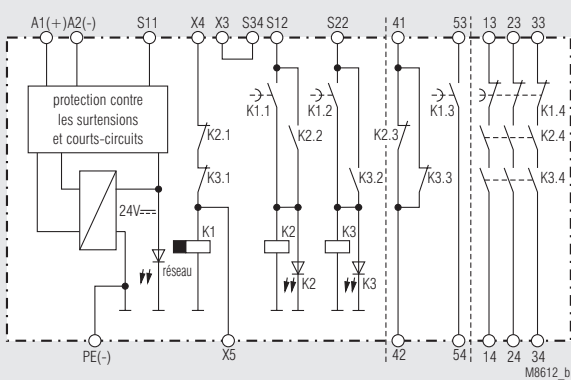 A1(+) A2(-) S11 X4 X3 S34 S12 S22 41 53 13 23 33
protection contre
les surtensions
et courts-circuits
K1.1 K1.2 K1.3 K1.4
K2.1 K2.2 K2.3 K2.4
K3.1 K3.2 K3.3 K3.4
24V
K1 K2 K3
réseau
K2 K3
PE(-) X5 42 54 14 24 34
M8612_b